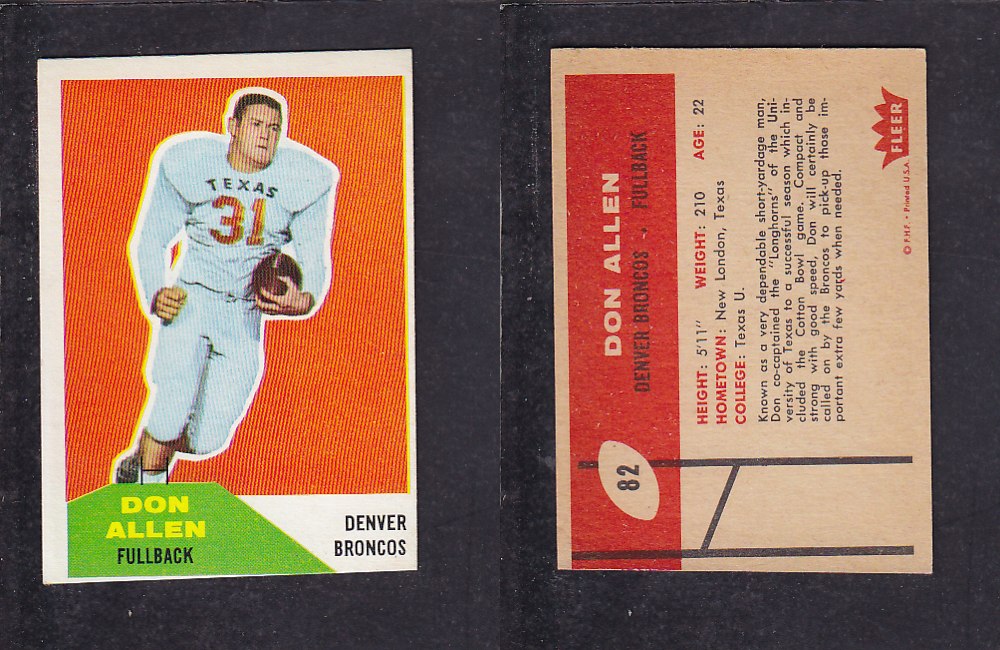 TEXAS
31
DON
ALLEN
FULLBACK
DENVER
BRONCOS
82
DON ALLEN
DENVER BRONCOS - FULLBACK
HEIGHT: 5'11" WEIGHT: 210 AGE: 22
HOMETOWN: New London, Texas
COLLEGE: Texas U.
Known as a very dependable short-yardage man,
Don co-captained the "Longhorns" of the Uni-
versity of Texas to a successful season which in-
cluded the Cotton Bowl game. Compact and
strong with good speed, Don will certainly be
called on by the Broncos to pick-up those im-
portant extra few yards when needed.
FLEER
© F.H.F. • Printed U.S.A.